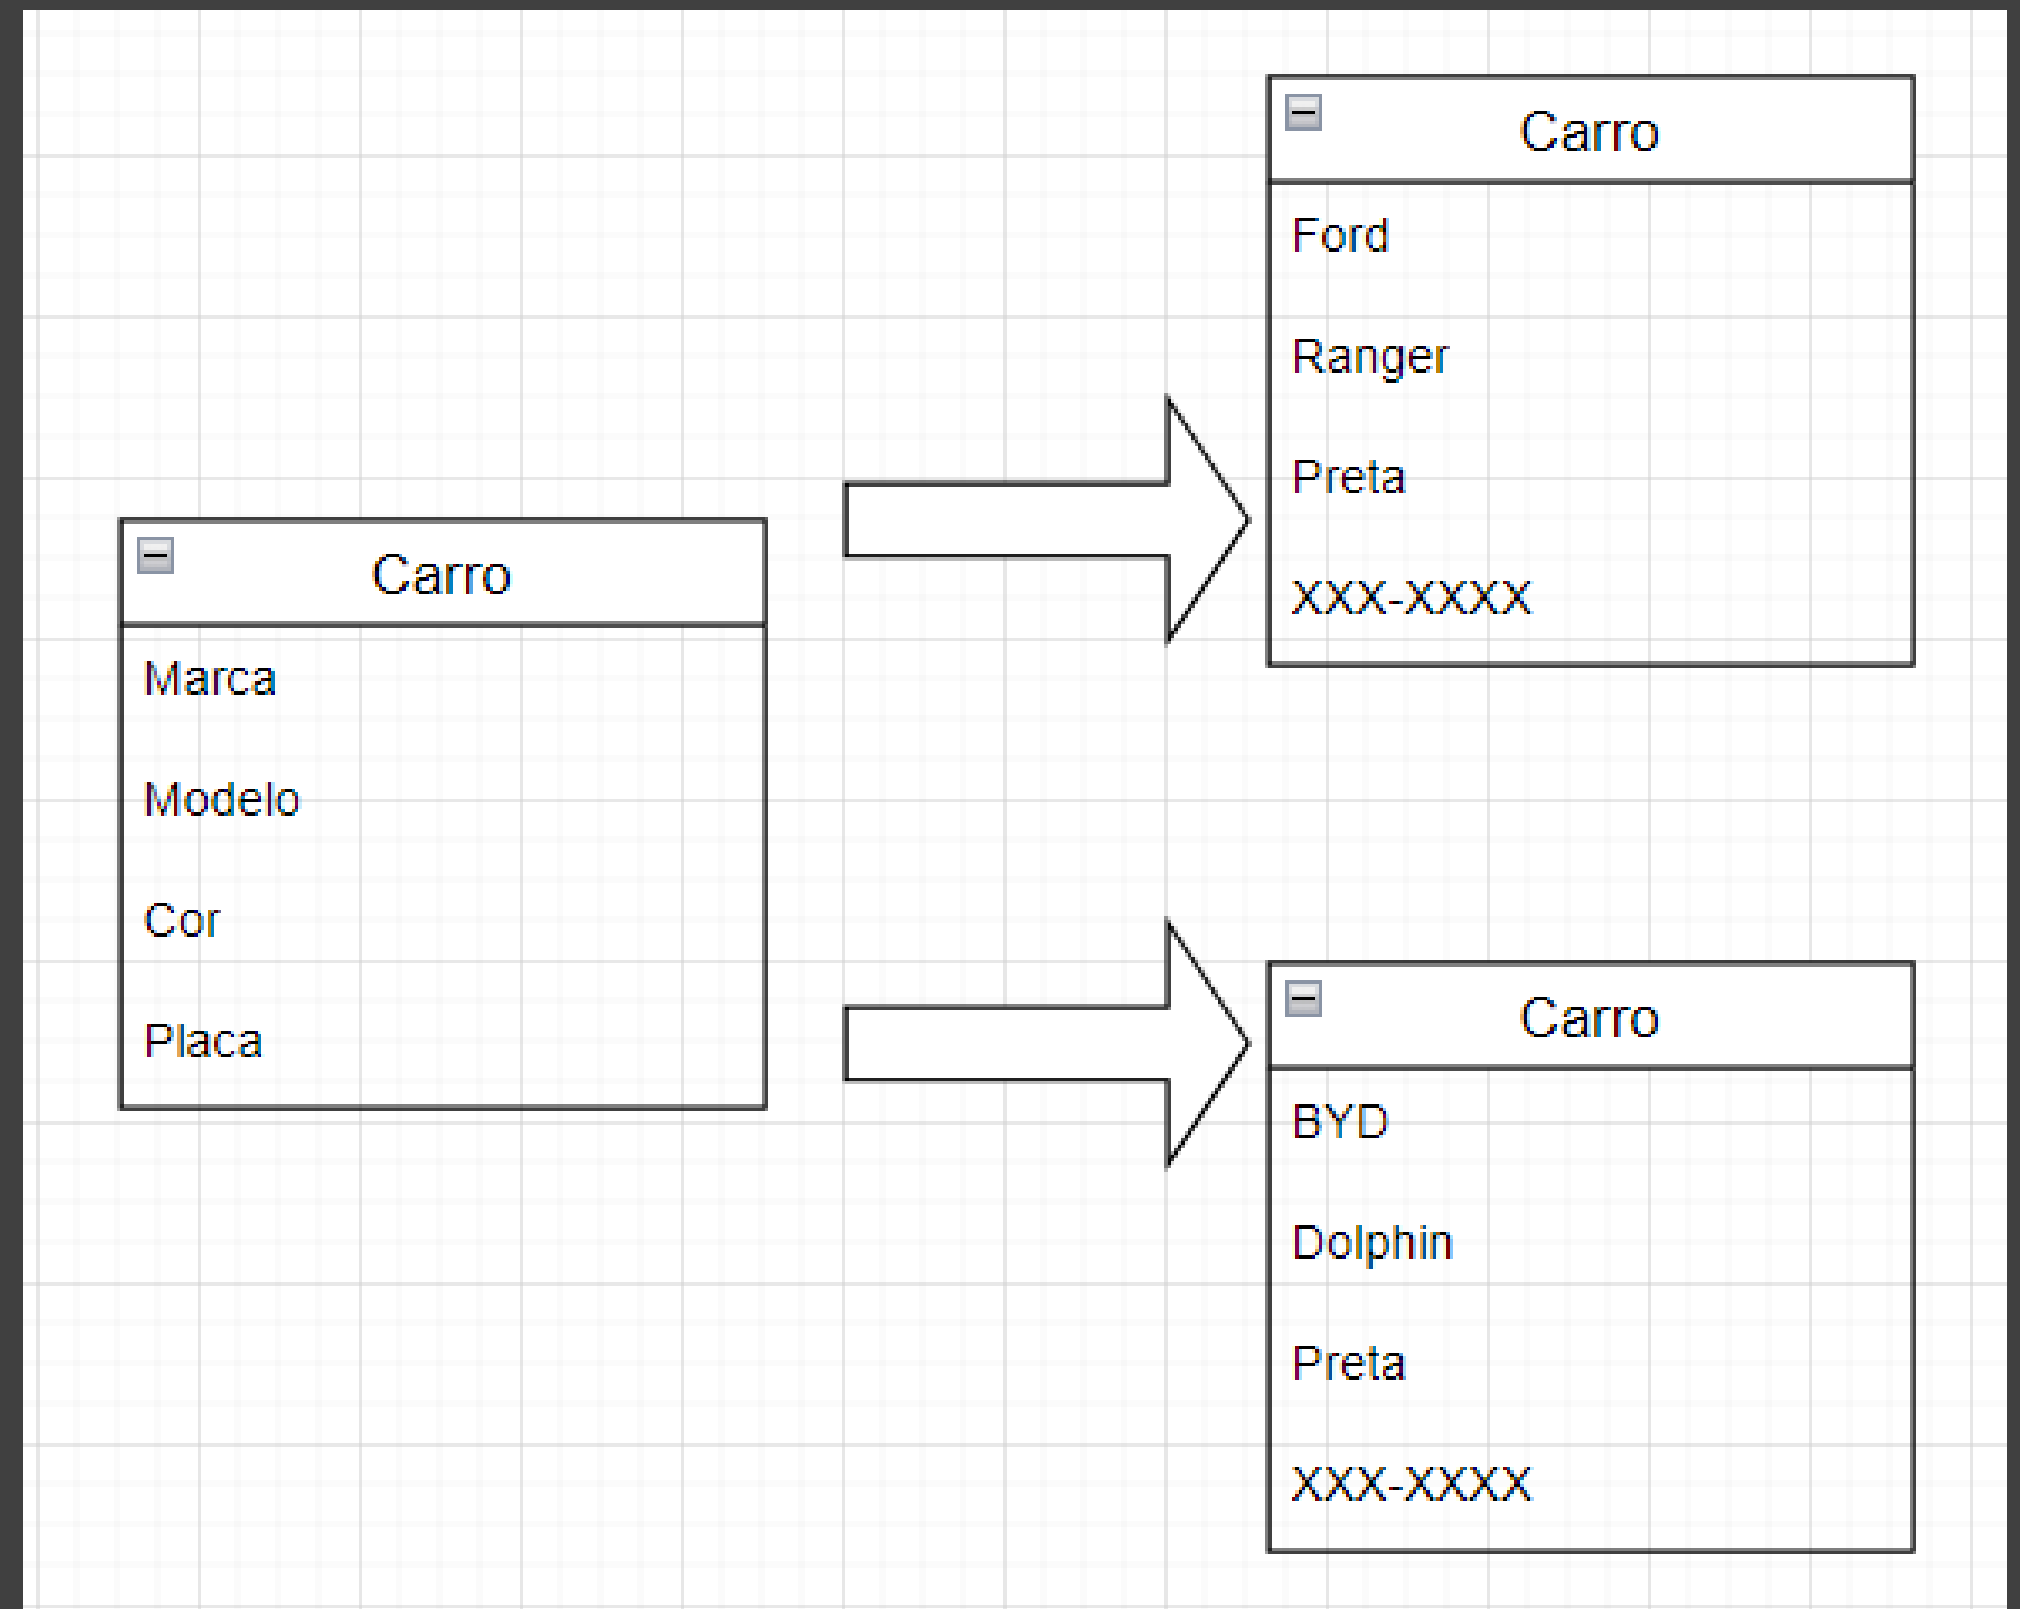 Carro
Marca
Modelo
Cor
Placa
Carro
Ford
Ranger
Preta
XXX-XXXX
Carro
BYD
Dolphin
Preta
XXX-XXXX